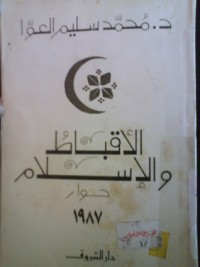 د. محمد سليم العوا
الأقباط
والإسلام
حوار
١٩٨٧
دار الشروق